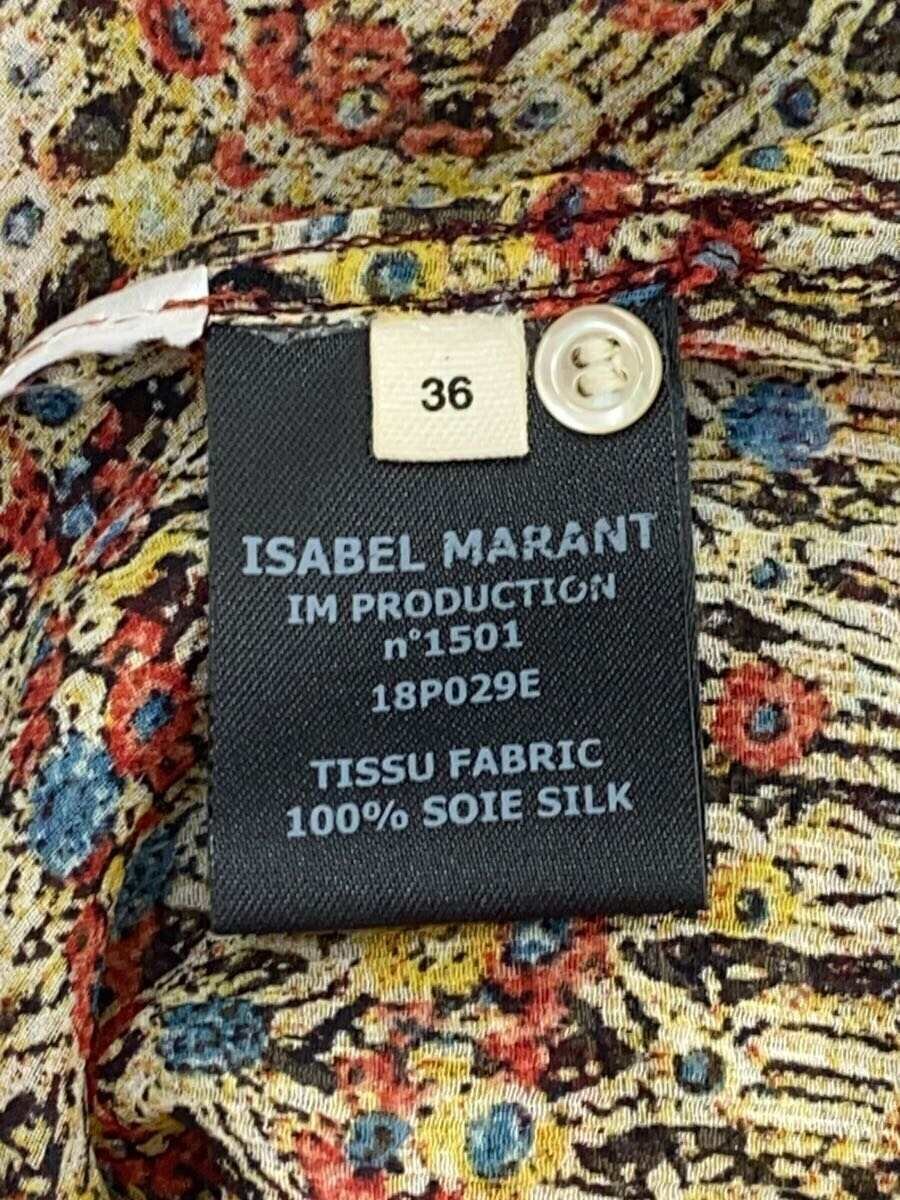 36
ISABEL MARANT
IM PRODUCTION
n°1501
18P029E
TISSU FABRIC
100% SOIE SILK